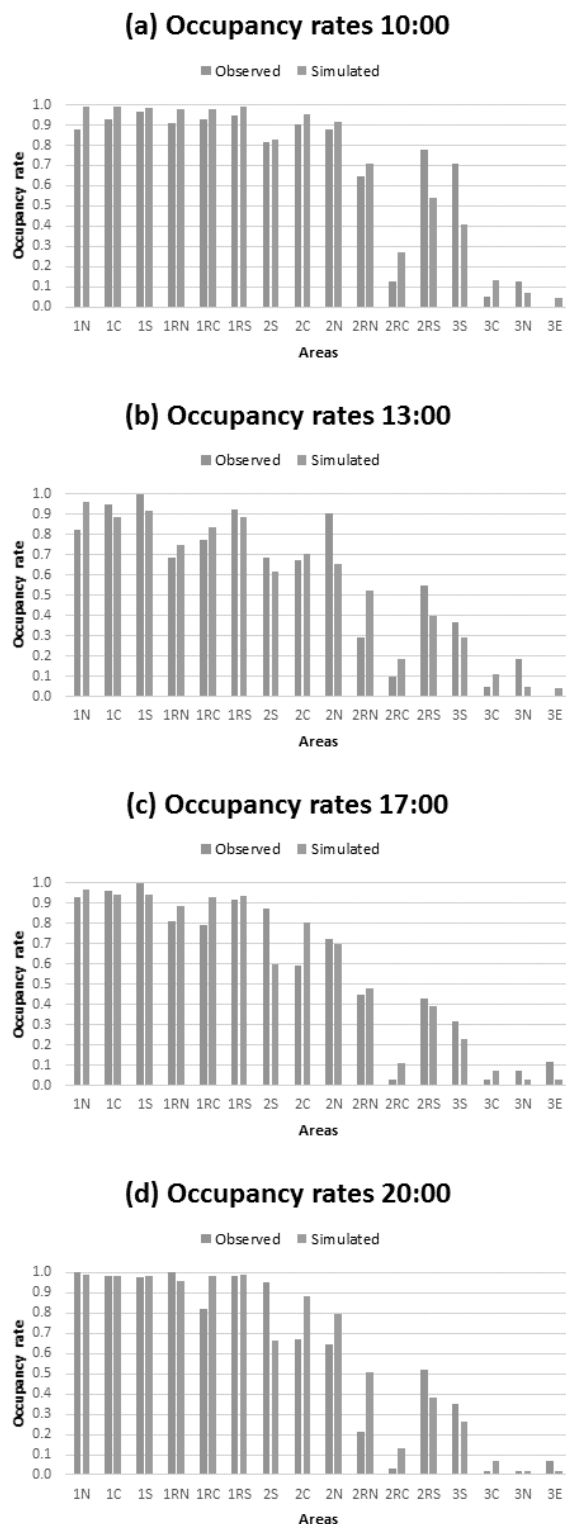 (a) Occupancy rates 10:00
Observed Simulated
1.0
0.9
0.8
0.7
0.6
0.5
0.4
0.3
0.2
0.1
0.0
Occupancy rate
1N 1C 1S 1RN 1RC 1RS 2S 2C 2N 2RN 2RC 2RS 3S 3C 3N 3E
Areas
(b) Occupancy rates 13:00
Observed Simulated
1.0
0.9
0.8
0.7
0.6
0.5
0.4
0.3
0.2
0.1
0.0
Occupancy rate
1N 1C 1S 1RN 1RC 1RS 2S 2C 2N 2RN 2RC 2RS 3S 3C 3N 3E
Areas
(c) Occupancy rates 17:00
Observed Simulated
1.0
0.9
0.8
0.7
0.6
0.5
0.4
0.3
0.2
0.1
0.0
Occupancy rate
1N 1C 1S 1RN 1RC 1RS 2S 2C 2N 2RN 2RC 2RS 3S 3C 3N 3E
Areas
(d) Occupancy rates 20:00
Observed Simulated
1.0
0.9
0.8
0.7
0.6
0.5
0.4
0.3
0.2
0.1
0.0
Occupancy rate
1N 1C 1S 1RN 1RC 1RS 2S 2C 2N 2RN 2RC 2RS 3S 3C 3N 3E
Areas